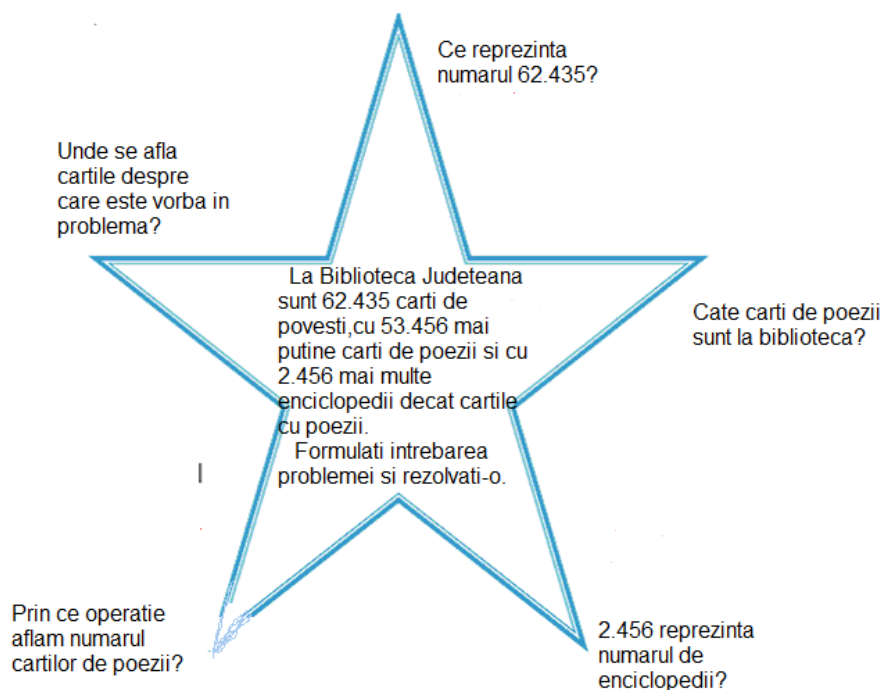 Ce reprezinta
numarul 62.435?
Unde se afla
cartile despre
care este vorba in
problema?
La Biblioteca Judeteana
sunt 62.435 carti de
povesti,cu 53.456 mai
putine carti de poezii si cu
2.456 mai multe
enciclopedii decat cartile
cu poezii.
Formulati intrebarea
problemei si rezolvati-o.
Cate carti de poezii
sunt la biblioteca?
Prin ce operatie
aflam numarul
cartilor de poezii?
2.456 reprezinta
numarul de
enciclopedii?